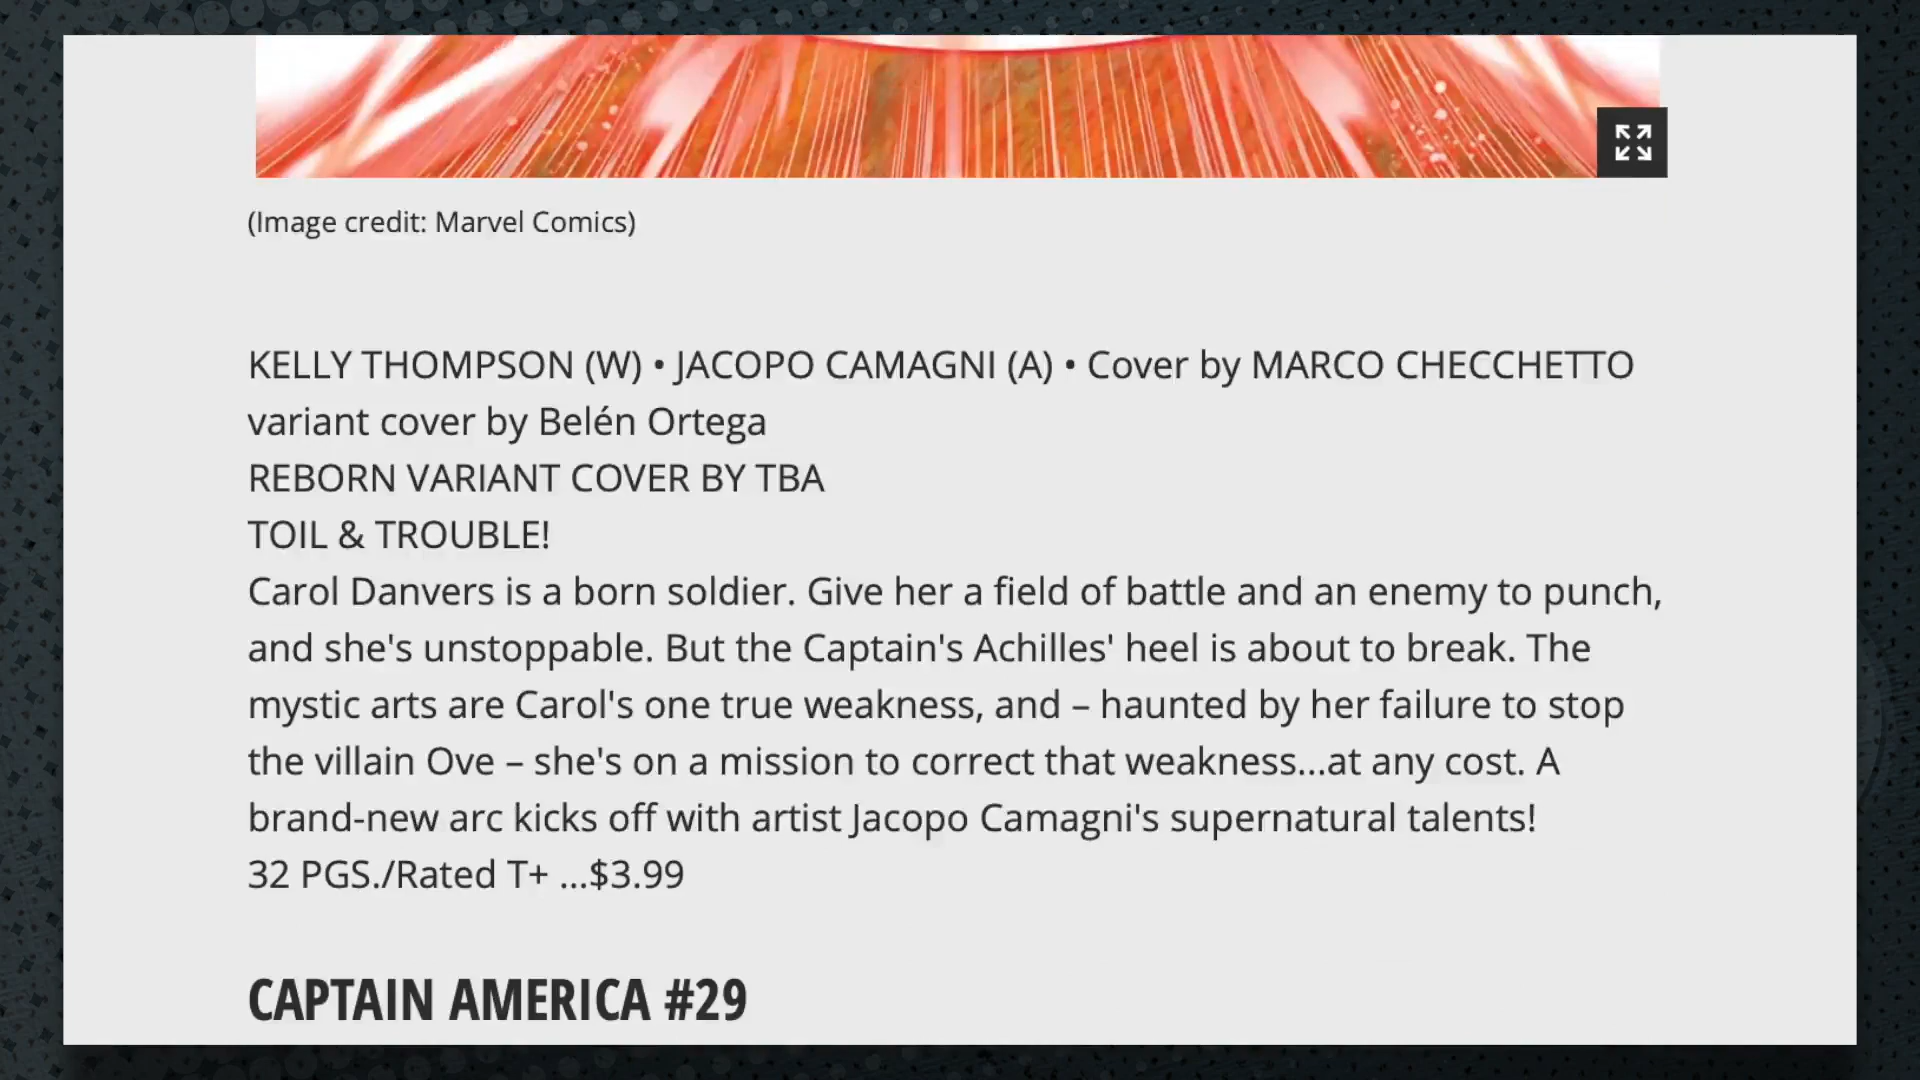 (Image credit: Marvel Comics)
KELLY THOMPSON (W) • JACOPO CAMAGNI (A) • Cover by MARCO CHECCHETTO
variant cover by Belén Ortega
REBORN VARIANT COVER BY TBA
TOIL & TROUBLE!
Carol Danvers is a born soldier. Give her a field of battle and an enemy to punch,
and she's unstoppable. But the Captain's Achilles' heel is about to break. The
mystic arts are Carol's one true weakness, and – haunted by her failure to stop
the villain Ove – she's on a mission to correct that weakness...at any cost. A
brand-new arc kicks off with artist Jacopo Camagni's supernatural talents!
32 PGS./Rated T+ ...$3.99
CAPTAIN AMERICA #29